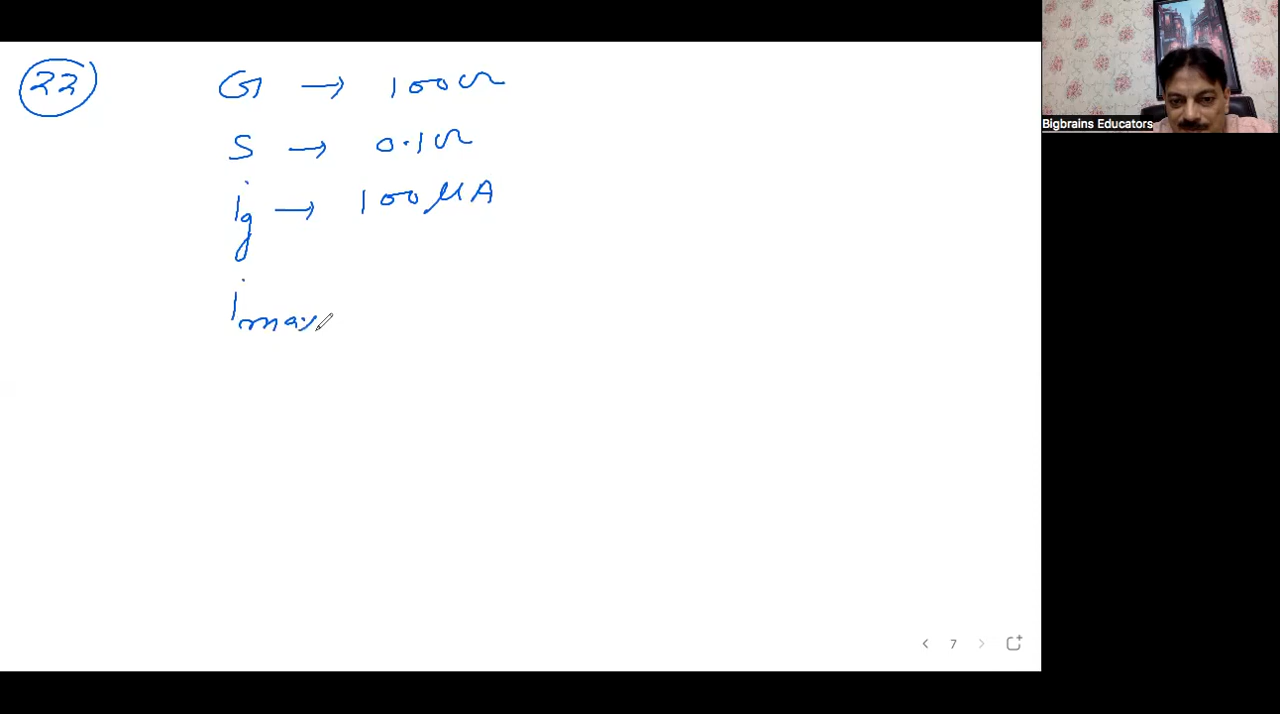 22
G → 100Ω
S → 0.1Ω
ig → 100μA
imax
Bigbrains Educators
7